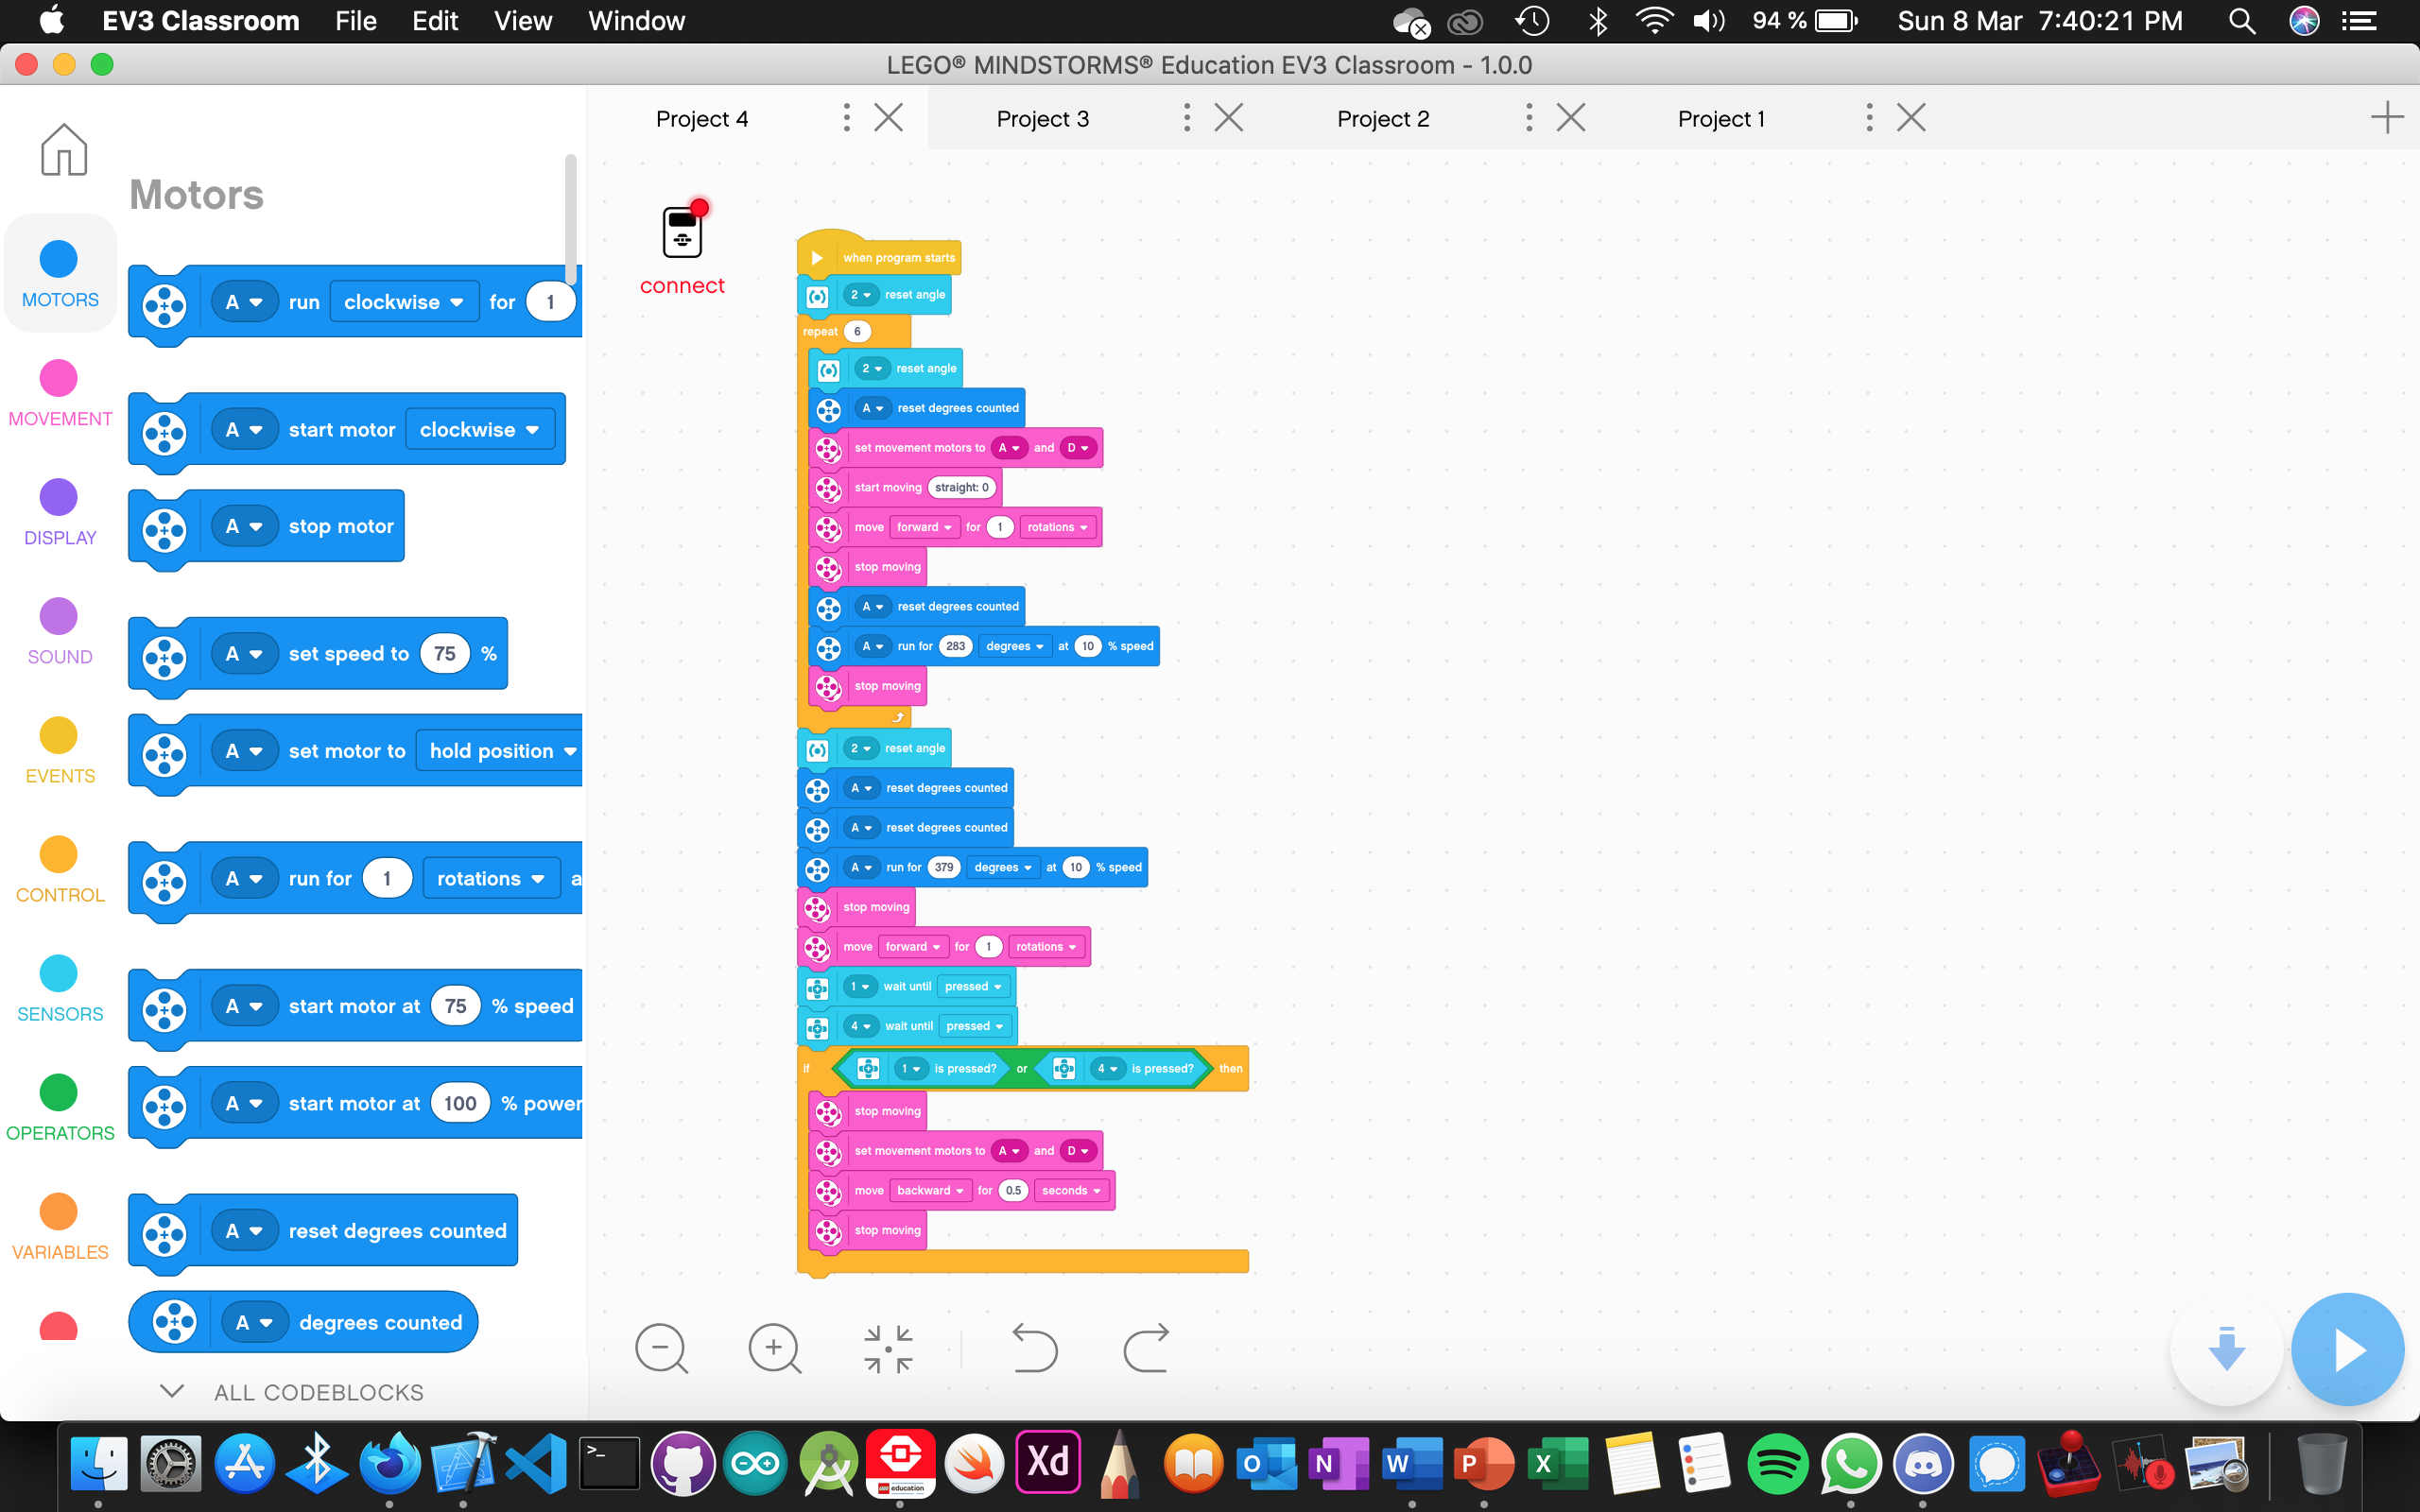 EV3 Classroom File Edit View Window 94 % Sun 8 Mar 7:40:21 PM
LEGO® MINDSTORMS® Education EV3 Classroom - 1.0.0
Project 4 Project 3 Project 2 Project 1
MOTORS
MOVEMENT
DISPLAY
SOUND
EVENTS
CONTROL
SENSORS
OPERATORS
VARIABLES
Motors
A run clockwise for 1
A start motor clockwise
A stop motor
A set speed to 75 %
A set motor to hold position
A run for 1 rotations a
A start motor at 75 % speed
A start motor at 100 % power
A reset degrees counted
A degrees counted
ALL CODEBLOCKS
connect
when program starts
2 reset angle
repeat 6
2 reset angle
A reset degrees counted
set movement motors to A and D
start moving straight: 0
move forward for 1 rotations
stop moving
A reset degrees counted
A run for 283 degrees at 10 % speed
stop moving
2 reset angle
A reset degrees counted
A reset degrees counted
A run for 379 degrees at 10 % speed
stop moving
move forward for 1 rotations
1 wait until pressed
4 wait until pressed
if 1 is pressed? or 4 is pressed? then
stop moving
set movement motors to A and D
move backward for 0.5 seconds
stop moving
>_ education Xd O N W P X